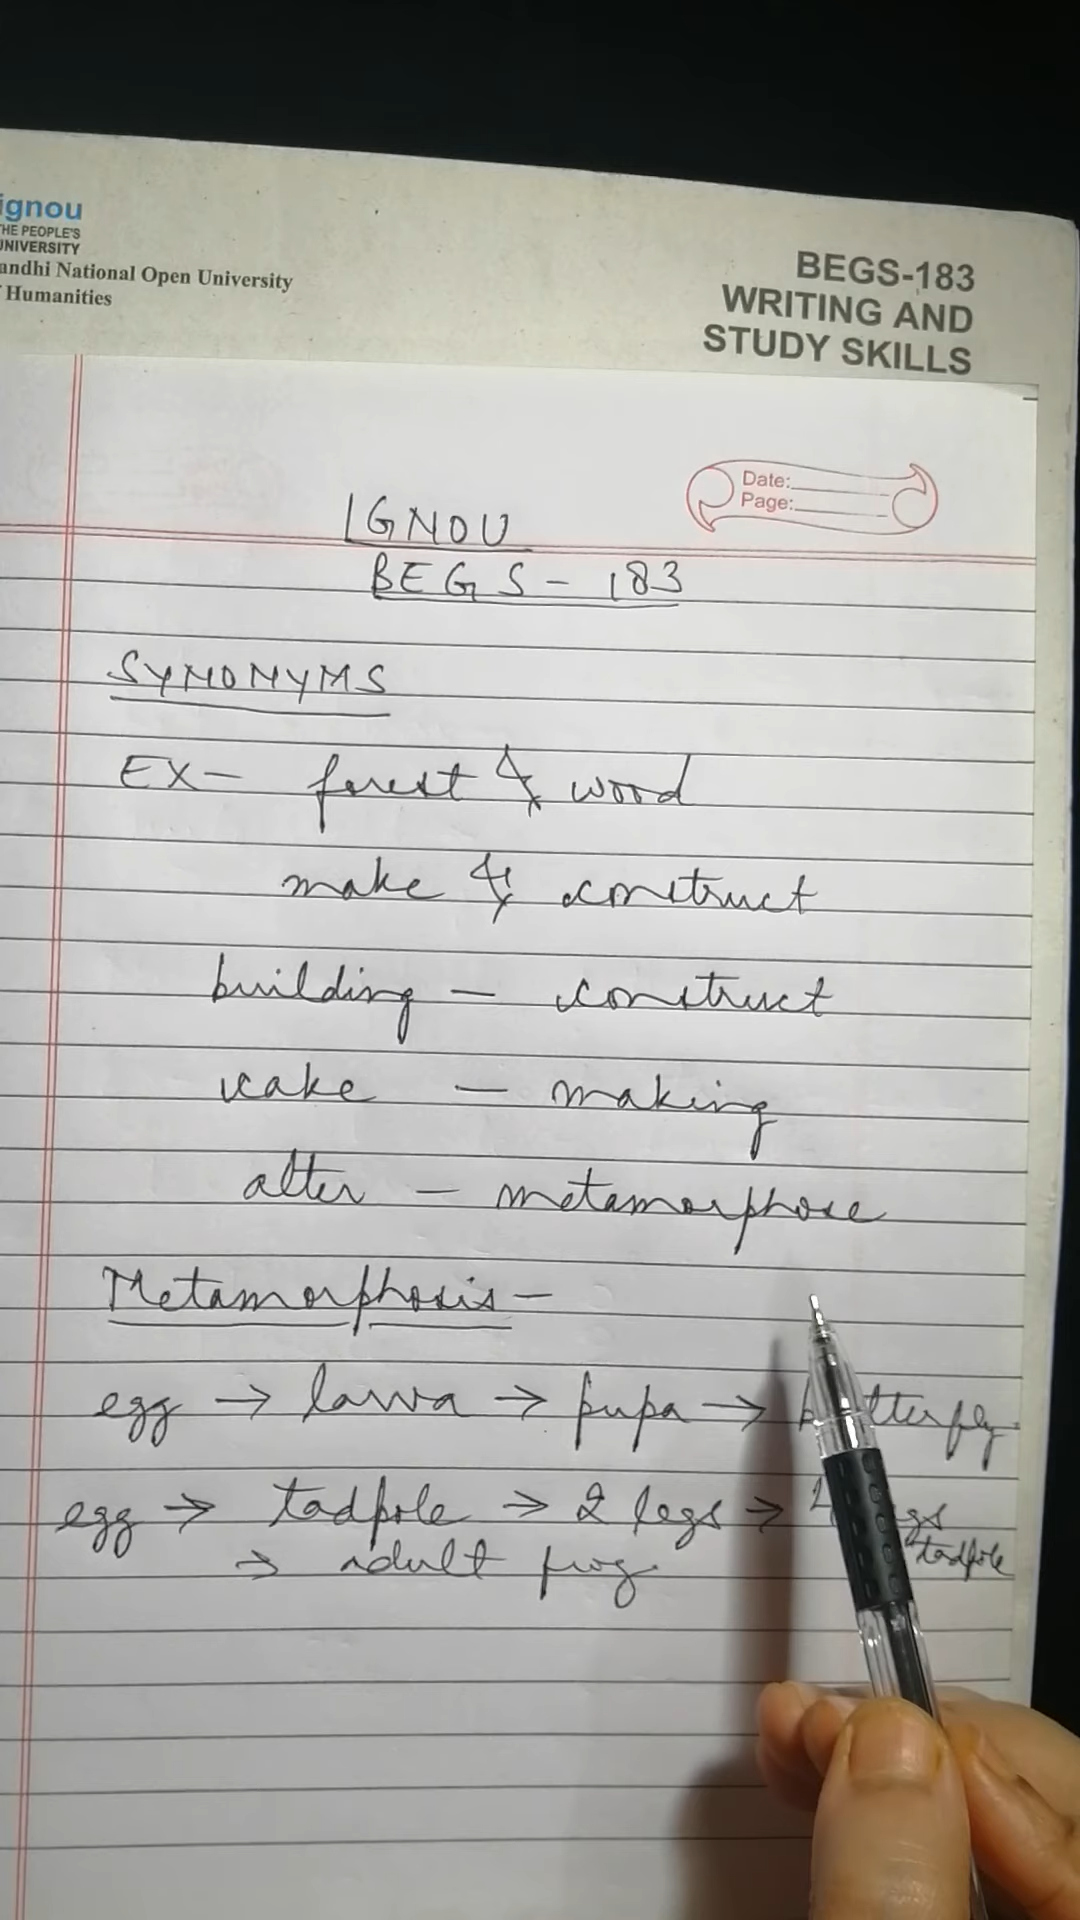 ignou
HE PEOPLE'S
UNIVERSITY
andhi National Open University
Humanities
BEGS-183
WRITING AND
STUDY SKILLS
Date:
Page:
IGNOU
BEGS - 183
SYNONYMS
EX- forest & wood
make & construct
building - construct
cake - making
alter - metamorphose
Metamorphosis -
egg → larva → pupa → butterfly
egg → tadpole → 2 legs →
tadpole
→ adult frog